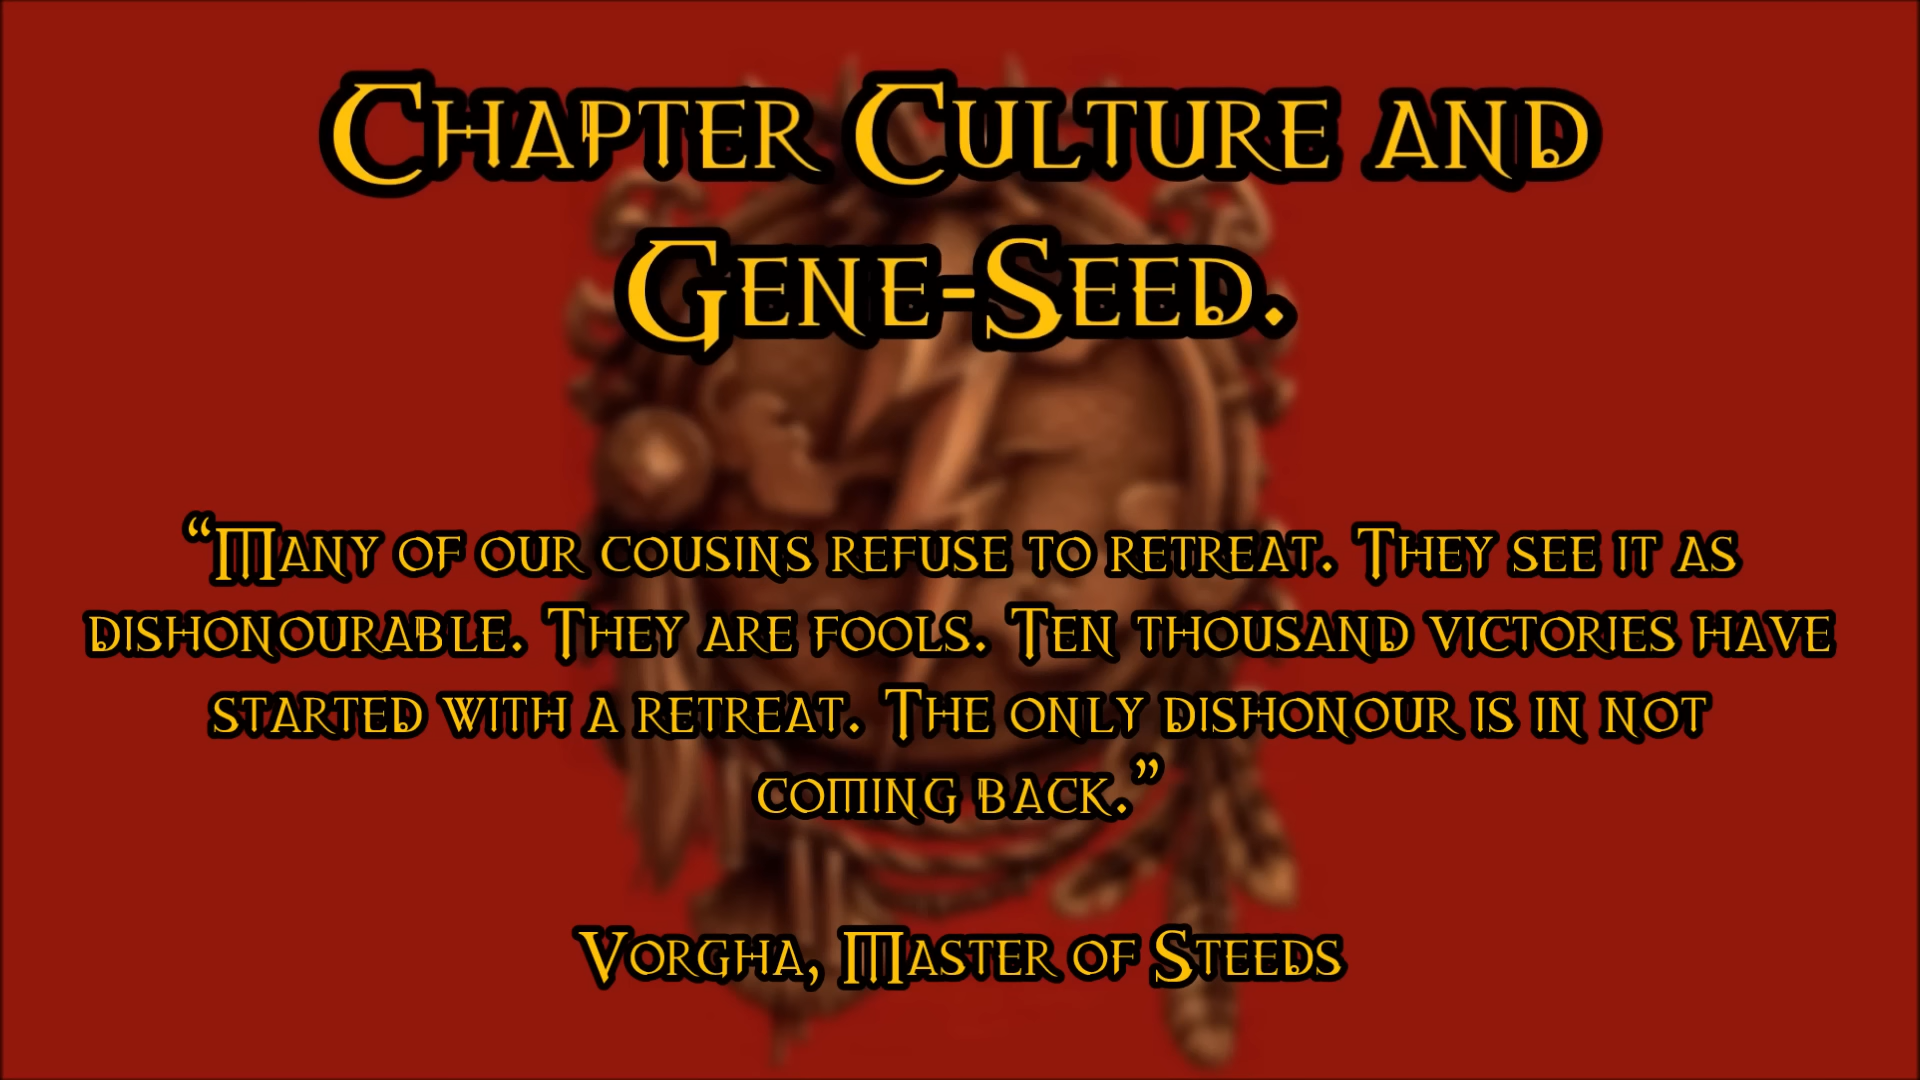 Chapter Culture and
Gene-Seed.
“Many of our cousins refuse to retreat. They see it as
dishonourable. They are fools. Ten thousand victories have
started with a retreat. The only dishonour is in not
coming back.”
Vorgha, Master of Steeds